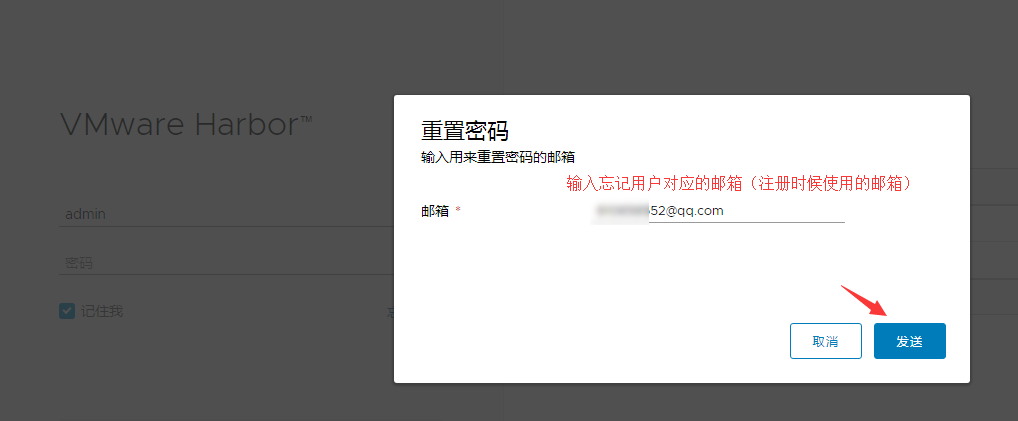 VMware Harbor™
admin
密码
记住我
重置密码
输入用来重置密码的邮箱
输入忘记用户对应的邮箱（注册时候使用的邮箱）
邮箱 *
52@qq.com
取消
发送